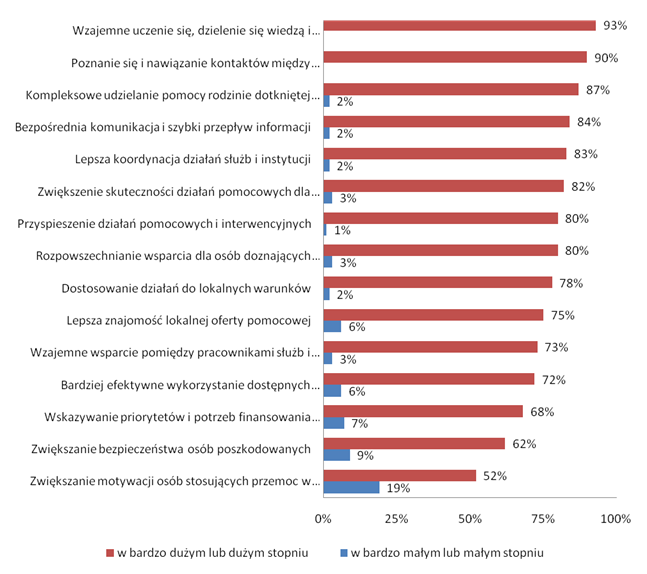 Wzajemne uczenie się, dzielenie się wiedzą i… 93%
Poznanie się i nawiązanie kontaktów między… 90%
Kompleksowe udzielanie pomocy rodzinie dotkniętej… 87%
2%
Bezpośrednia komunikacja i szybki przepływ informacji 84%
2%
Lepsza koordynacja działań służb i instytucji 83%
2%
Zwiększenie skuteczności działań pomocowych dla… 82%
3%
Przyspieszenie działań pomocowych i interwencyjnych 80%
1%
Rozpowszechnianie wsparcia dla osób doznających… 80%
3%
Dostosowanie działań do lokalnych warunków 78%
2%
Lepsza znajomość lokalnej oferty pomocowej 75%
6%
Wzajemne wsparcie pomiędzy pracownikami służb i… 73%
3%
Bardziej efektywne wykorzystanie dostępnych… 72%
6%
Wskazywanie priorytetów i potrzeb finansowania… 68%
7%
Zwiększanie bezpieczeństwa osób poszkodowanych 62%
9%
Zwiększanie motywacji osób stosujących przemoc w… 52%
19%
0% 25% 50% 75% 100%
w bardzo dużym lub dużym stopniu w bardzo małym lub małym stopniu